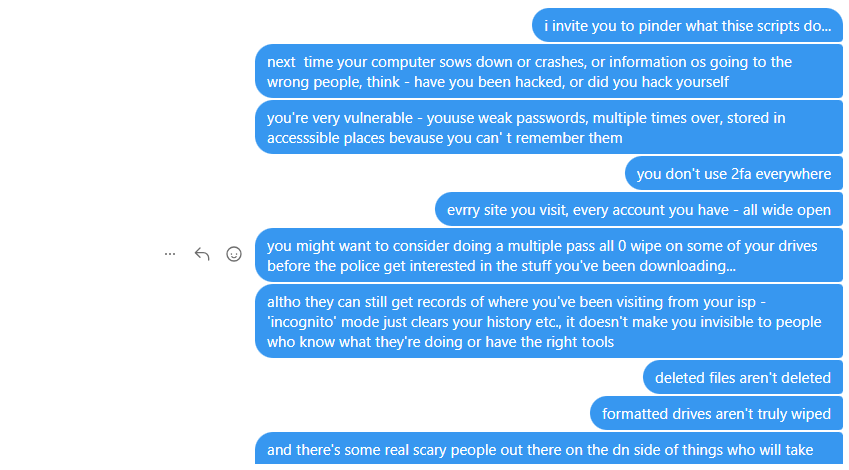 i invite you to pinder what thise scripts do...
next  time your computer sows down or crashes, or information os going to the
wrong people, think - have you been hacked, or did you hack yourself
you're very vulnerable - youuse weak passwords, multiple times over, stored in
accesssible places bevause you can' t remember them
you don't use 2fa everywhere
evrry site you visit, every account you have - all wide open
you might want to consider doing a multiple pass all 0 wipe on some of your drives
before the police get interested in the stuff you've been downloading...
altho they can still get records of where you've been visiting from your isp -
'incognito' mode just clears your history etc., it doesn't make you invisible to people
who know what they're doing or have the right tools
deleted files aren't deleted
formatted drives aren't truly wiped
and there's some real scary people out there on the dn side of things who will take